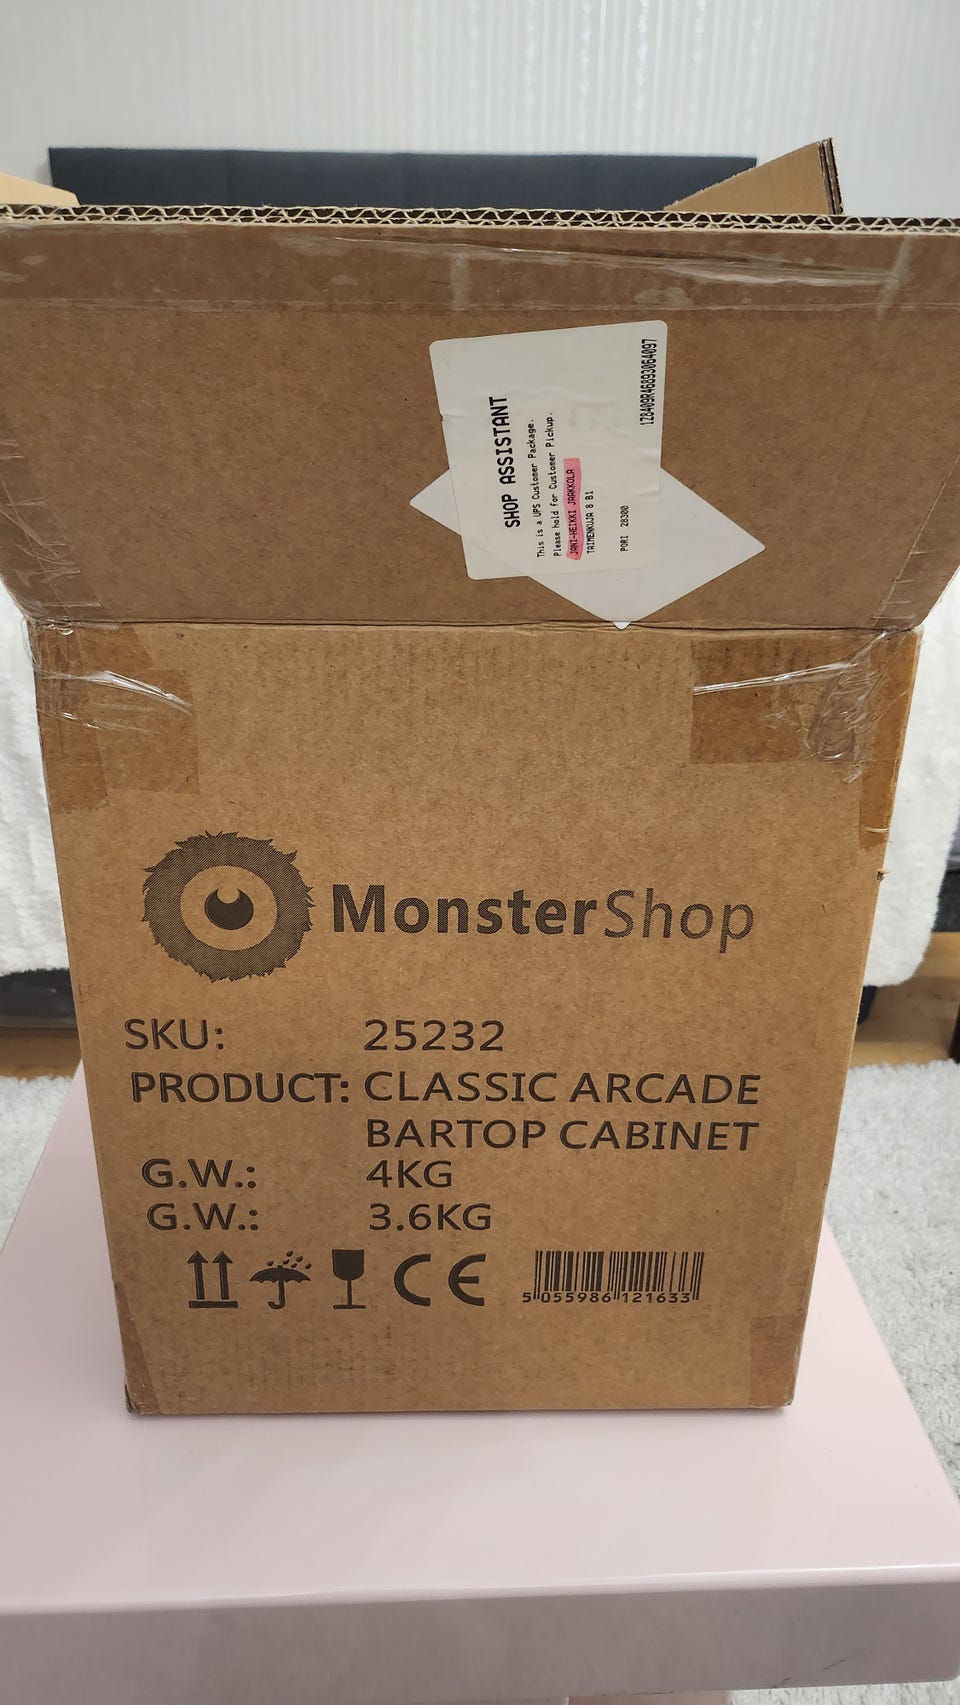 SHOP ASSISTANT
This is a UPS Customer Package.
Please hold for Customer Pickup.
JANI-HEIKKI JAAKKOLA
TAIMENKUJA 8 B1
PORI 28300
1Z8409R46893064097
MonsterShop
SKU: 25232
PRODUCT: CLASSIC ARCADE
BARTOP CABINET
G.W.: 4KG
G.W.: 3.6KG
CE
5 055986 121633